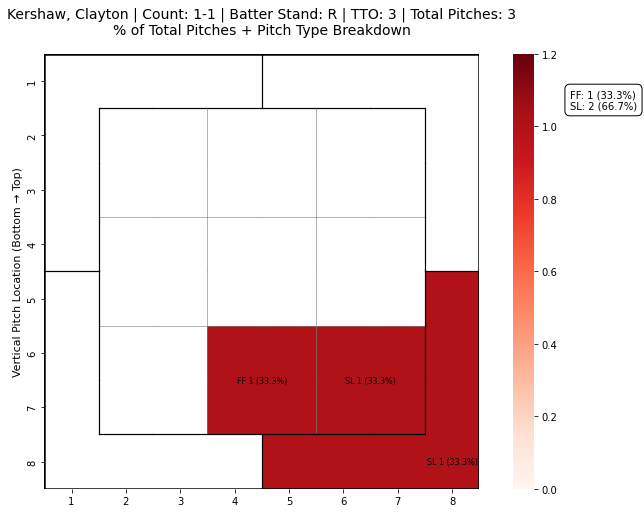 Kershaw, Clayton | Count: 1-1 | Batter Stand: R | TTO: 3 | Total Pitches: 3
% of Total Pitches + Pitch Type Breakdown
1.2
FF: 1 (33.3%)
SL: 2 (66.7%)
1
1.0
2
3
0.8
Vertical Pitch Location (Bottom → Top)
4
0.6
5
0.4
6
FF 1 (33.3%)
SL 1 (33.3%)
7
0.2
8
SL 1 (33.3%)
0.0
1
2
3
4
5
6
7
8